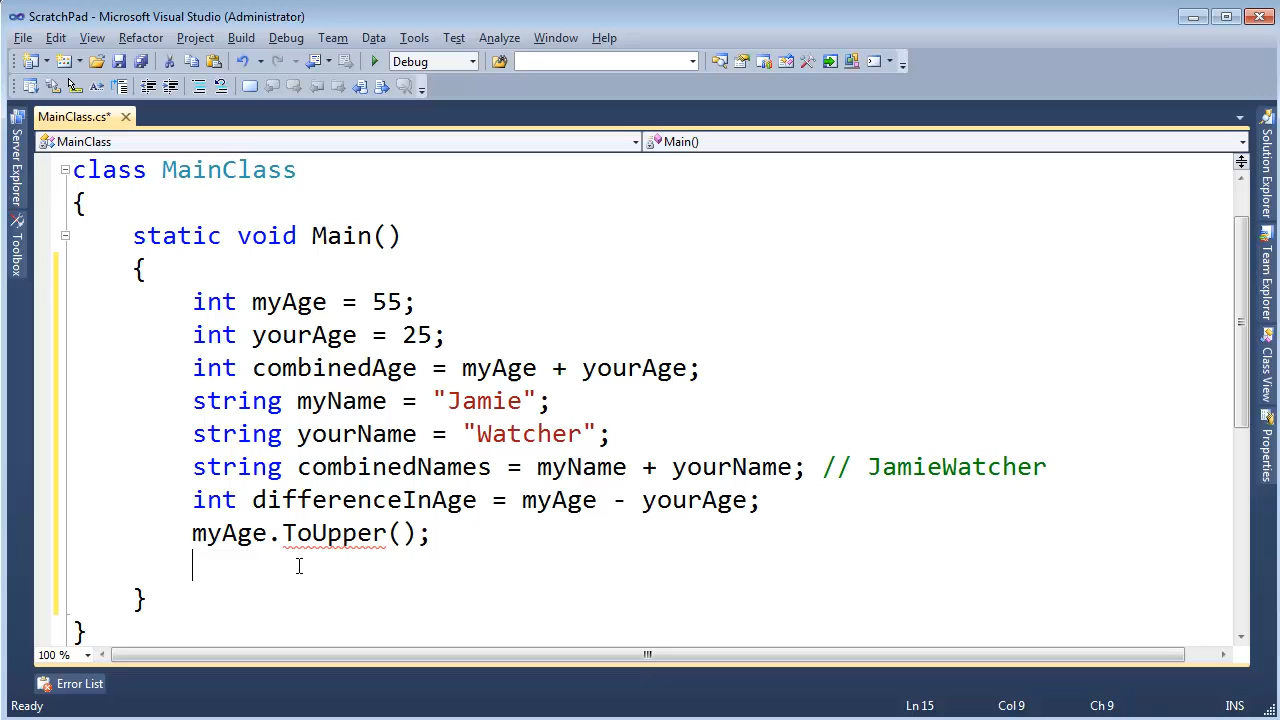 ScratchPad - Microsoft Visual Studio (Administrator)
File Edit View Refactor Project Build Debug Team Data Tools Test Analyze Window Help
Debug
MainClass.cs*
MainClass Main()
Server Explorer
Toolbox
class MainClass
{
static void Main()
{
int myAge = 55;
int yourAge = 25;
int combinedAge = myAge + yourAge;
string myName = "Jamie";
string yourName = "Watcher";
string combinedNames = myName + yourName; // JamieWatcher
int differenceInAge = myAge - yourAge;
myAge.ToUpper();
}
}
Solution Explorer
Team Explorer
Class View
Properties
100 %
Error List
Ready Ln 15 Col 9 Ch 9 INS